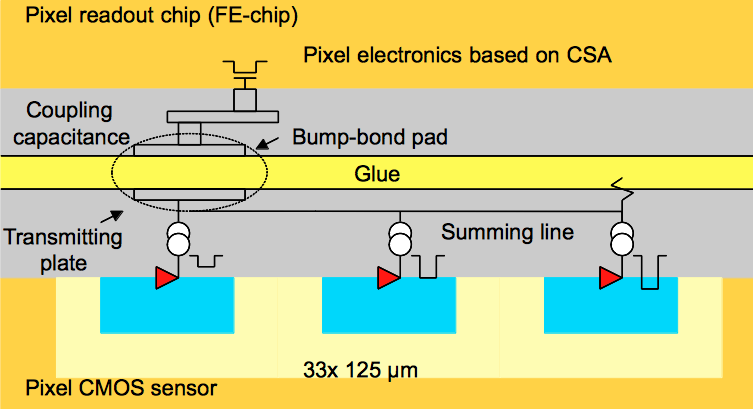 Pixel readout chip (FE-chip)
Pixel electronics based on CSA
Coupling
capacitance
Bump-bond pad
Glue
Transmitting
plate
Summing line
33x 125 µm
Pixel CMOS sensor